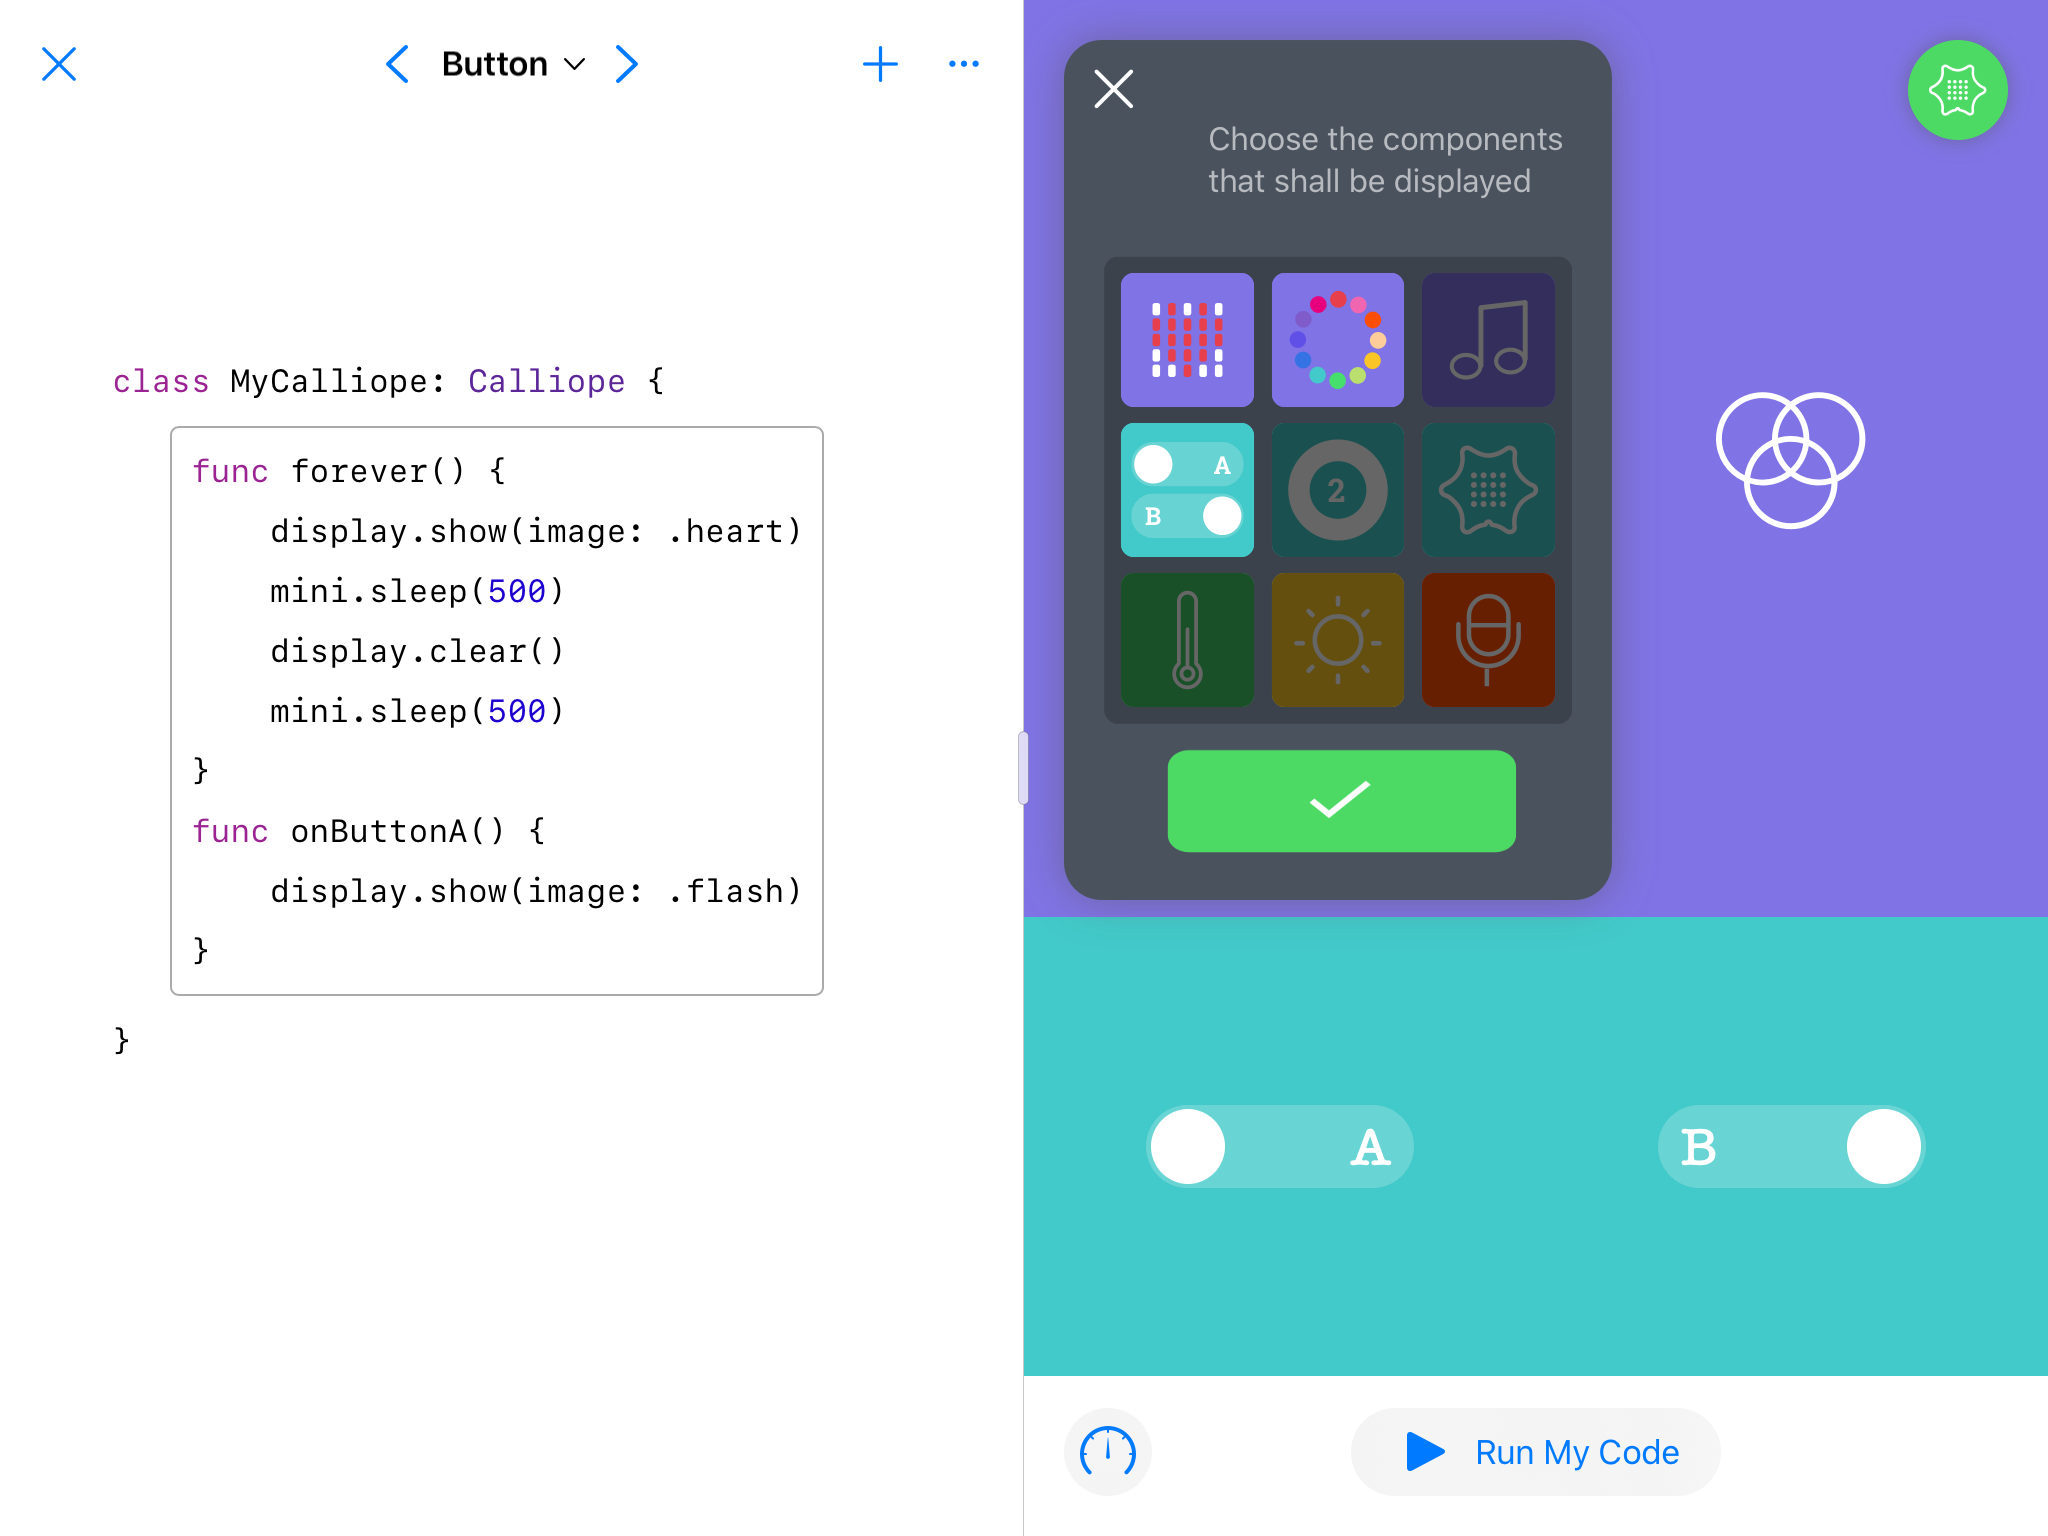 Button
class MyCalliope: Calliope {
func forever() {
display.show(image: .heart)
mini.sleep(500)
display.clear()
mini.sleep(500)
}
func onButtonA() {
display.show(image: .flash)
}
}
Choose the components
that shall be displayed
A
B
2
A
B
Run My Code